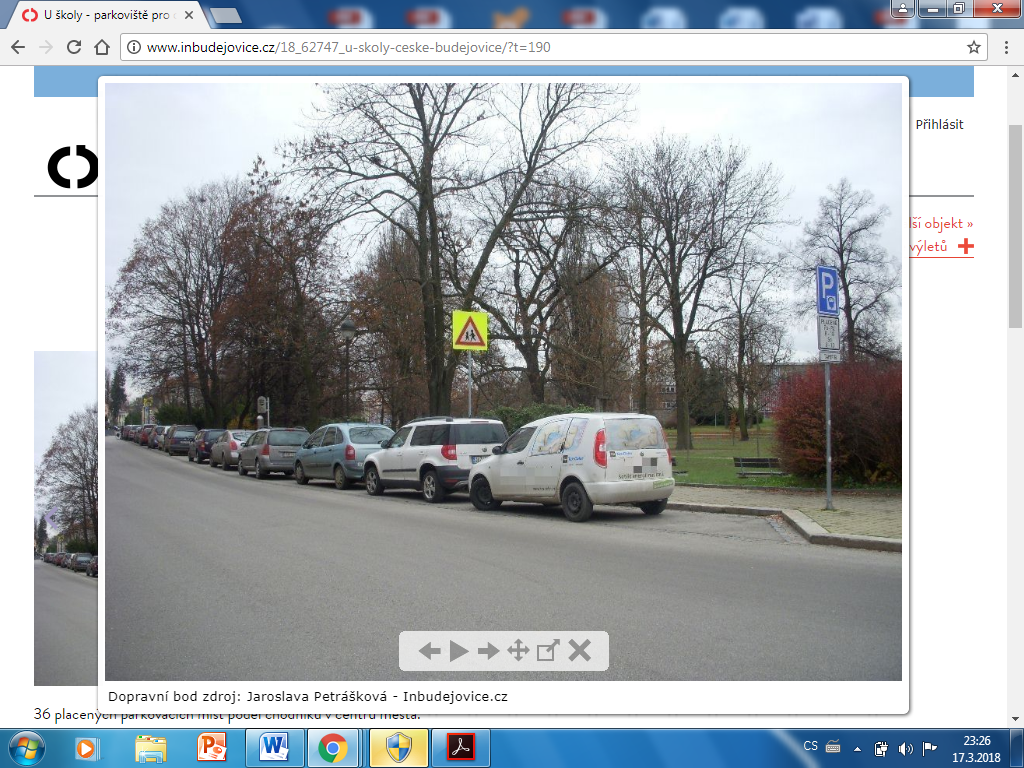 U školy - parkoviště pro
www.inbudejovice.cz/18_62747_u-skoly-ceske-budejovice/?t=190
Přihlásit
lší objekt »
výletů
P
Dopravní bod zdroj: Jaroslava Petrášková - Inbudejovice.cz
36 placených parkovacích míst podél chodníků v centru města.
CS
23:26
17.3.2018